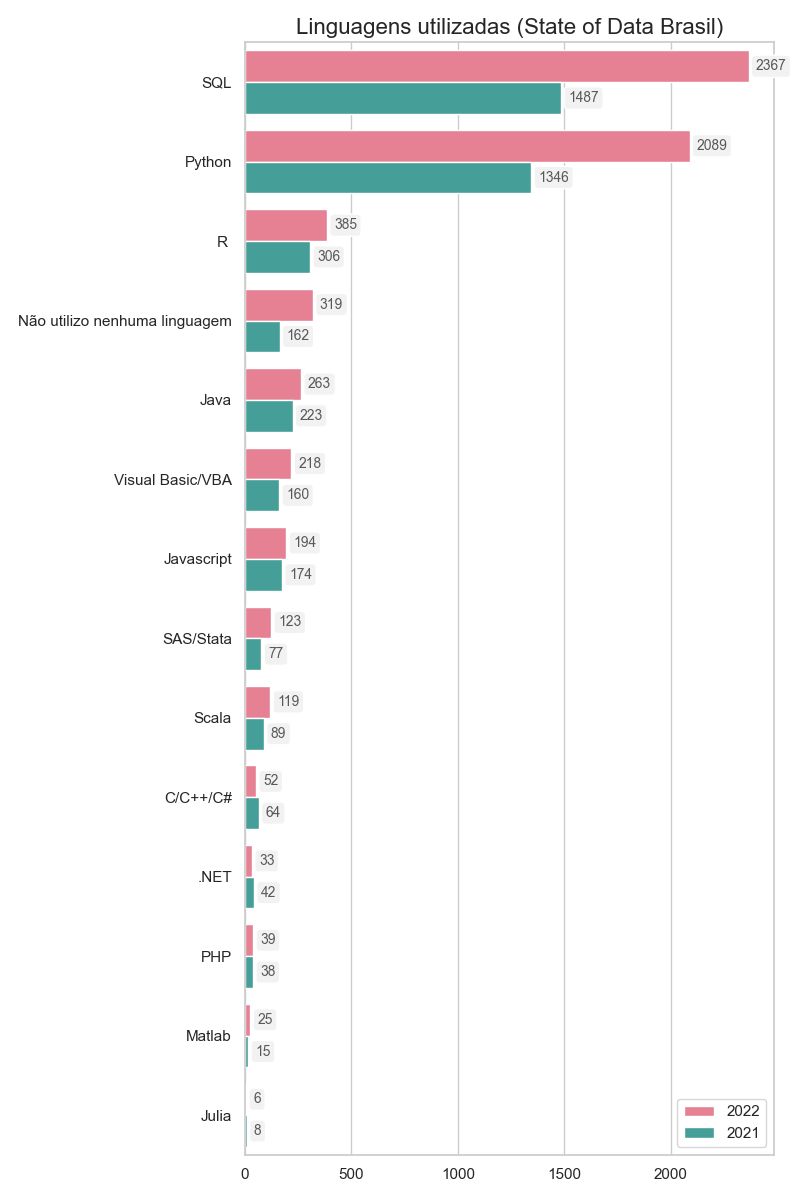 Linguagens utilizadas (State of Data Brasil)
SQL
2367
1487
Python
2089
1346
R
385
306
Não utilizo nenhuma linguagem
319
162
Java
263
223
Visual Basic/VBA
218
160
Javascript
194
174
SAS/Stata
123
77
Scala
119
89
C/C++/C#
52
64
.NET
33
42
PHP
39
38
Matlab
25
15
Julia
6
8
2022
2021
0 500 1000 1500 2000